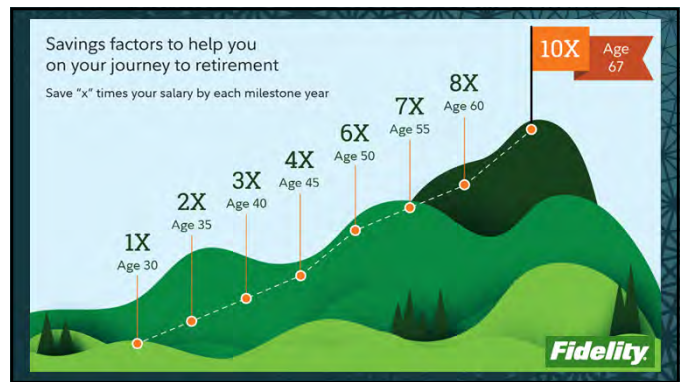 Savings factors to help you
on your journey to retirement
Save "x" times your salary by each milestone year
1X
Age 30
2X
Age 35
3X
Age 40
4X
Age 45
6X
Age 50
7X
Age 55
8X
Age 60
10X
Age
67
Fidelity